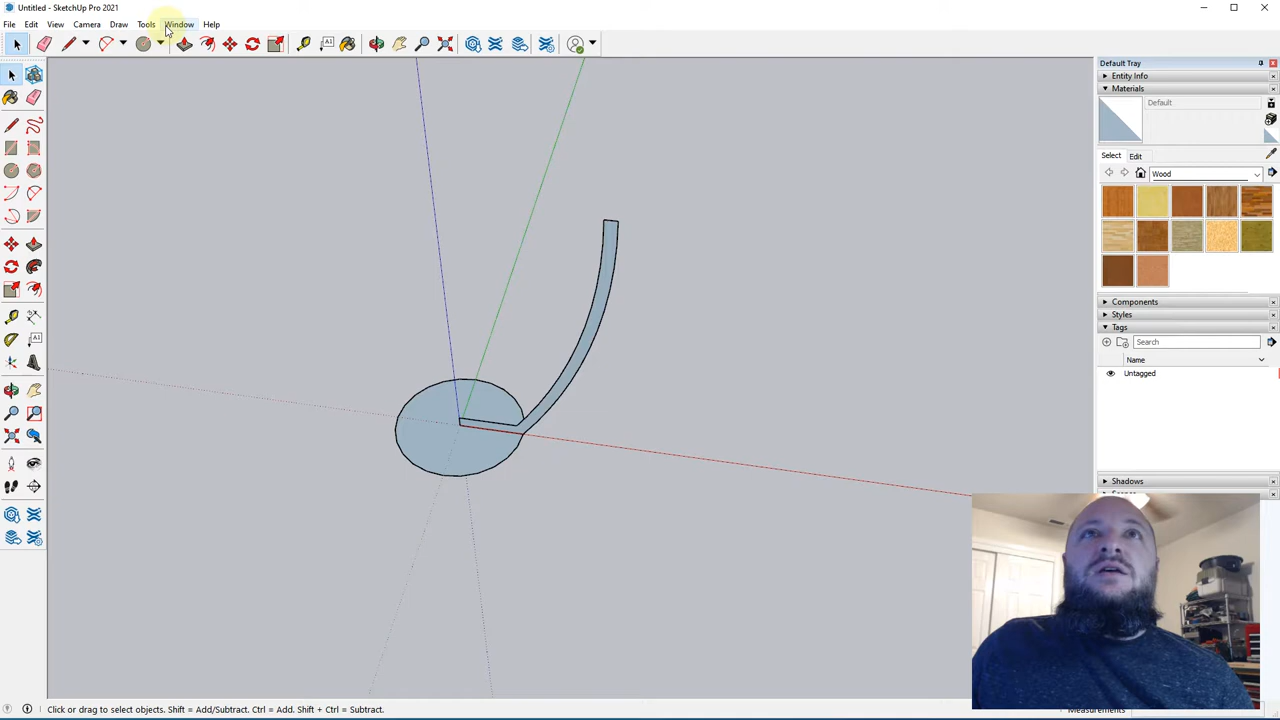 Untitled - SketchUp Pro 2021
File Edit View Camera Draw Tools Window Help
Default Tray
Entity Info
Materials
Default
Select Edit
Wood
Components
Styles
Tags
Search
Name
Untagged
Shadows
Click or drag to select objects. Shift = Add/Subtract. Ctrl = Add. Shift + Ctrl = Subtract.
Measurements